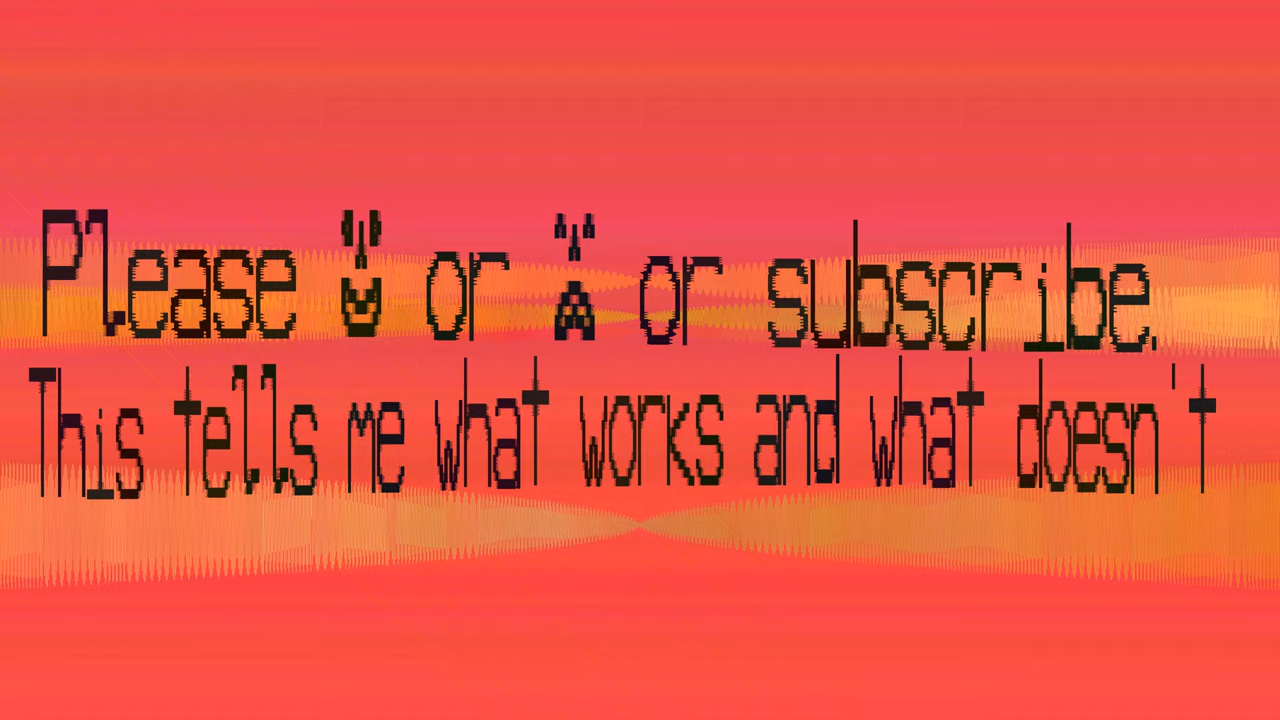 Please Ÿ or Ä or subscribe.
This tells me what works and what doesn't